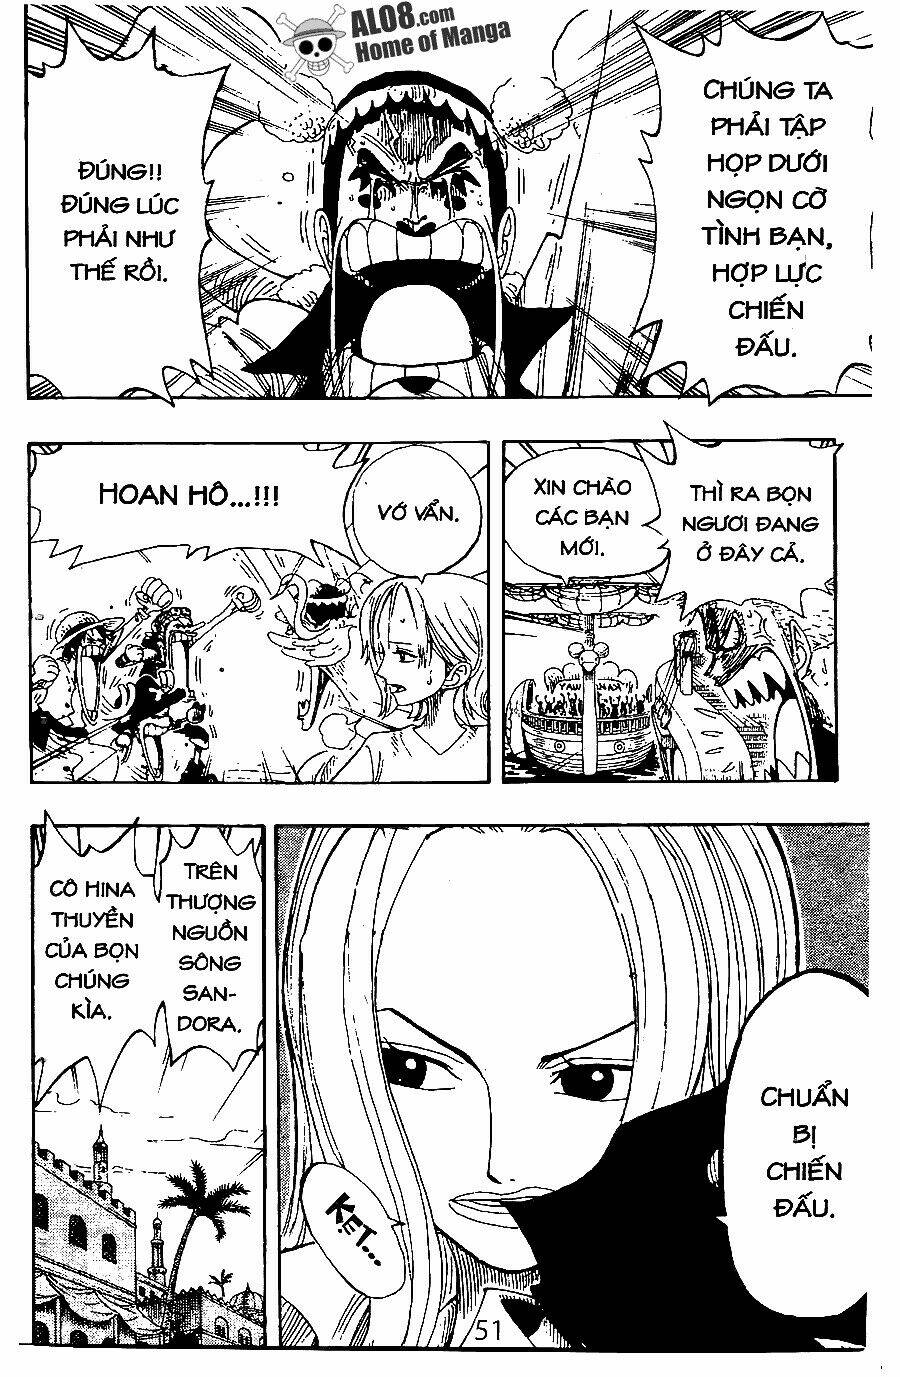 AL08.com
Home of Manga
CHÚNG TA
PHẢI TẬP
HỌP DƯỚI
NGỌN CỠ
TÌNH BẠN,
HỢP LỰC
CHIẾN
ĐẤU.
ĐÚNG!!
ĐÚNG LÚC
PHẢI NHƯ
THẾ RỒI.
THÌ RA BỌN
NGƯƠI ĐANG
Ở ĐÂY CẢ.
XIN CHÀO
CÁC BẠN
MỚI.
VỚ VẨN.
HOAN HÔ...!!!
CHUẨN
BỊ
CHIẾN
ĐẤU.
KẸT...
TRÊN
THƯỢNG
NGUỒN
SÔNG
SAN-
DORA.
CÔ HINA
THUYỀN
CỦA BỌN
CHÚNG
KÌA.
51